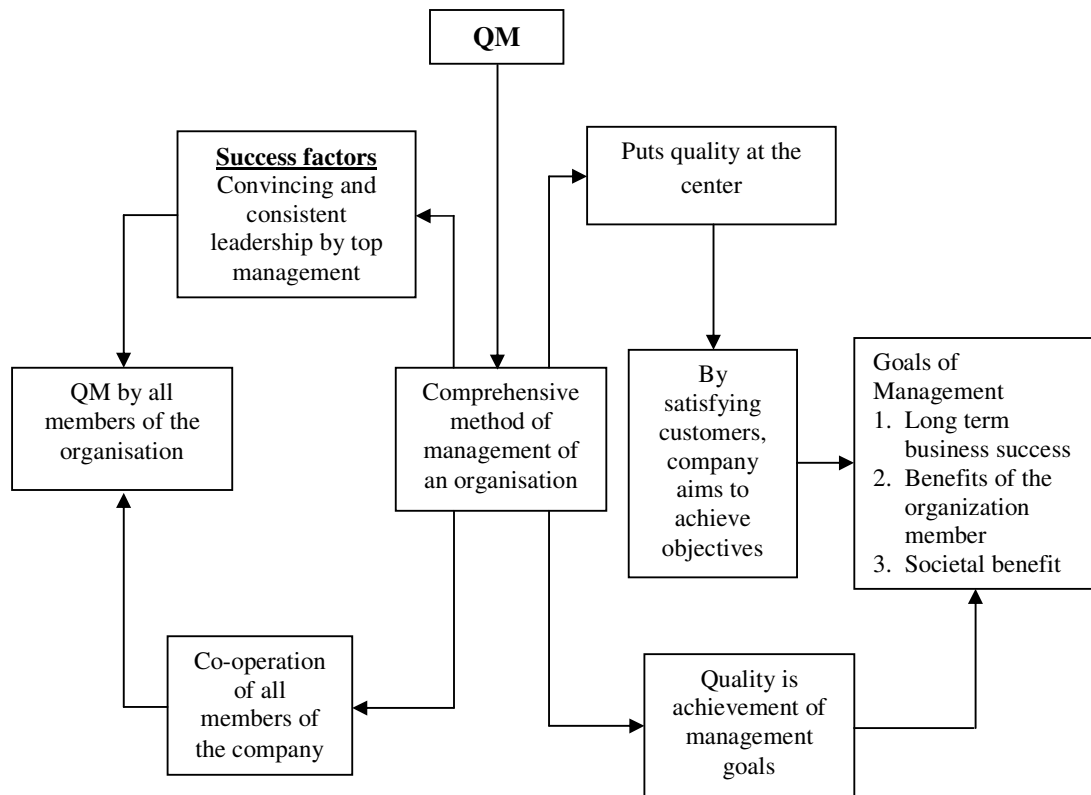 QM
Success factors
Convincing and
consistent
leadership by top
management
Puts quality at the
center
QM by all
members of the
organisation
Comprehensive
method of
management of
an organisation
By
satisfying
customers,
company
aims to
achieve
objectives
Goals of
Management
1. Long term
business success
2. Benefits of the
organization
member
3. Societal benefit
Co-operation
of all
members of
the company
Quality is
achievement of
management
goals